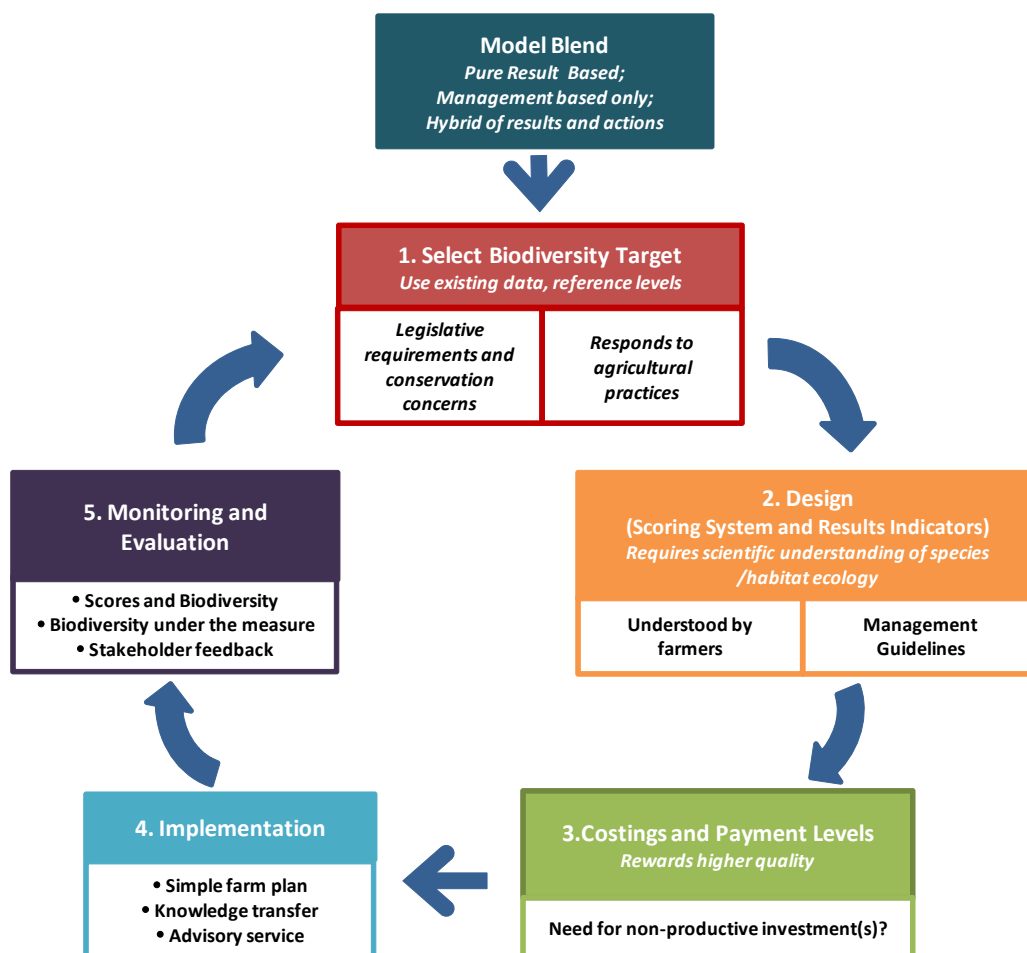 Model Blend
Pure Result Based;
Management based only;
Hybrid of results and actions
1. Select Biodiversity Target
Use existing data, reference levels
Legislative
requirements and
conservation
concerns
Responds to
agricultural
practices
2. Design
(Scoring System and Results Indicators)
Requires scientific understanding of species
/habitat ecology
Understood by
farmers
Management
Guidelines
3.Costings and Payment Levels
Rewards higher quality
Need for non-productive investment(s)?
4. Implementation
• Simple farm plan
• Knowledge transfer
• Advisory service
5. Monitoring and
Evaluation
• Scores and Biodiversity
• Biodiversity under the measure
• Stakeholder feedback